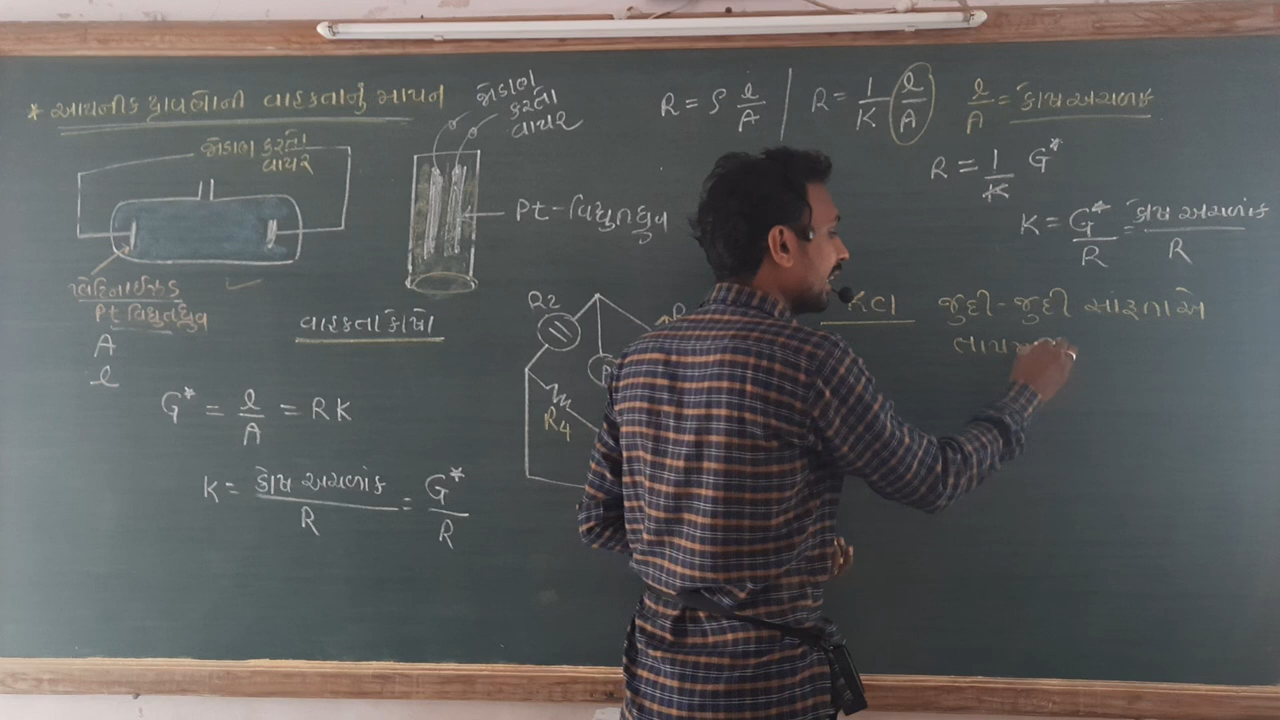 * આયનીક દ્રાવણોની વાહકતાનું માપન
જોડાણ
કરતા
વાયર
જોડાણ કરતા
વાયર
Pt-વિદ્યુતધ્રુવ
પ્લેટિનાઈઝ્ડ
Pt વિદ્યુતધ્રુવ
A
l
વાહકતા કોષો
G* = l/A = RK
K = કોષ અચળાંક/R = G*/R
R2
R4
R = ρ l/A
R = 1/K l/A
l/A = કોષ અચળાંક
R = 1/K G*
K = G*/R = કોષ અચળાંક/R
જુદી-જુદી સાંદ્રતાએ